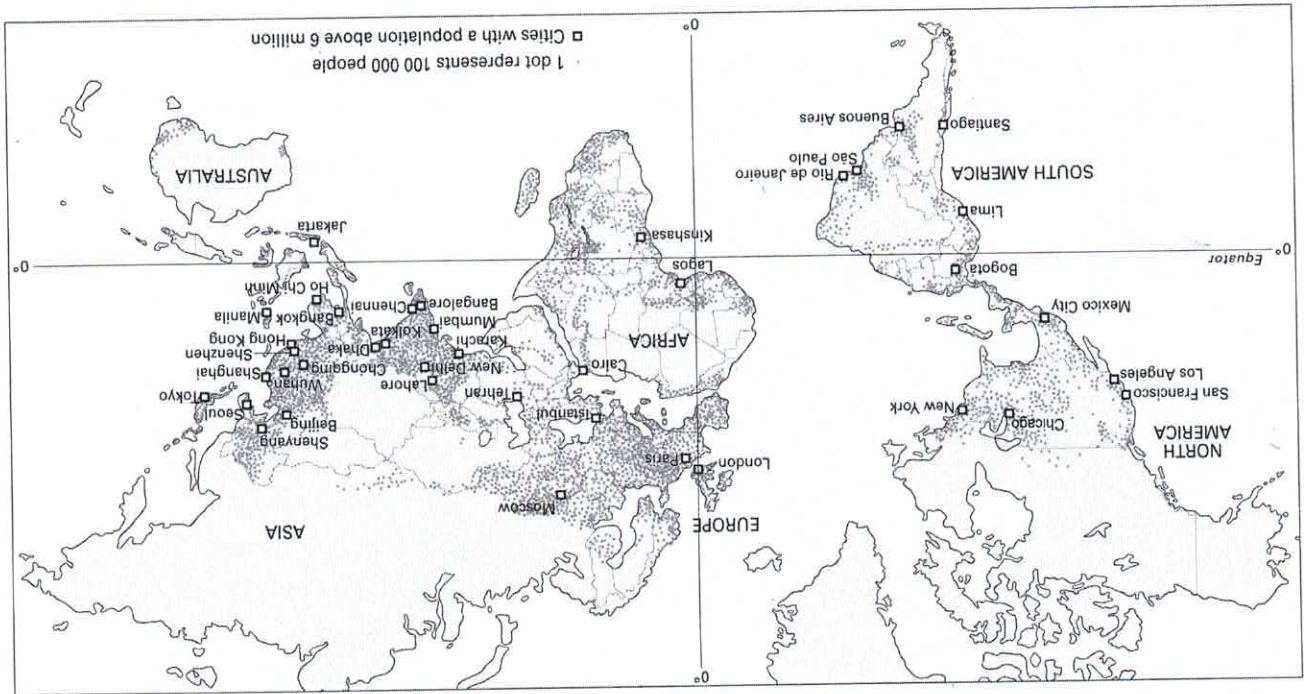 NORTH
AMERICA
San Francisco
Los Angeles
Chicago
New York
Mexico City
Equator
0°
Bogotá
Lima
SOUTH AMERICA
Rio de Janeiro
São Paulo
Santiago
Buenos Aires
0°
EUROPE
London
Paris
Moscow
Istanbul
Cairo
AFRICA
Lagos
Kinshasa
0°
ASIA
Tehran
Lahore
New Delhi
Karachi
Mumbai
Bangalore
Chennai
Kolkata
Dhaka
Chongqing
Wuhan
Shenyang
Beijing
Seoul
Tokyo
Shanghai
Shenzhen
Hong Kong
Bangkok
Manila
Ho Chi Minh
0°
Jakarta
AUSTRALIA
1 dot represents 100 000 people
Cities with a population above 6 million